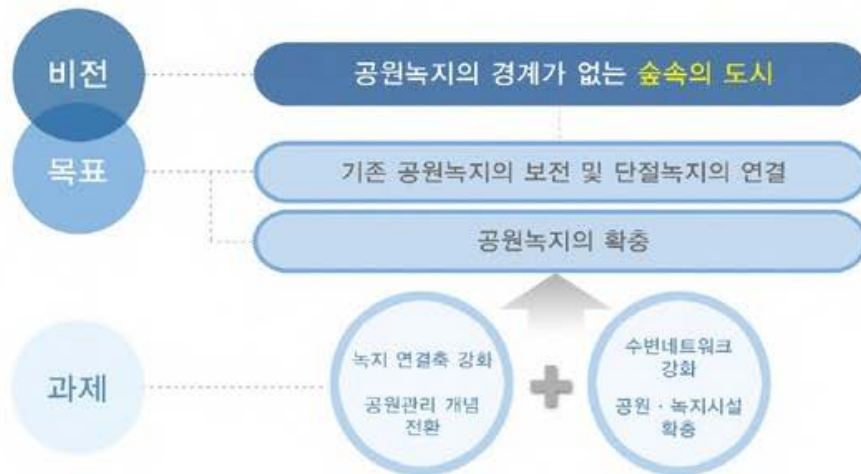 비전
공원녹지의 경계가 없는 숲속의 도시
목표
기존 공원녹지의 보전 및 단절녹지의 연결
공원녹지의 확충
과제
녹지 연결축 강화
공원관리 개념
전환
수변네트워크
강화
공원 · 녹지시설
확충